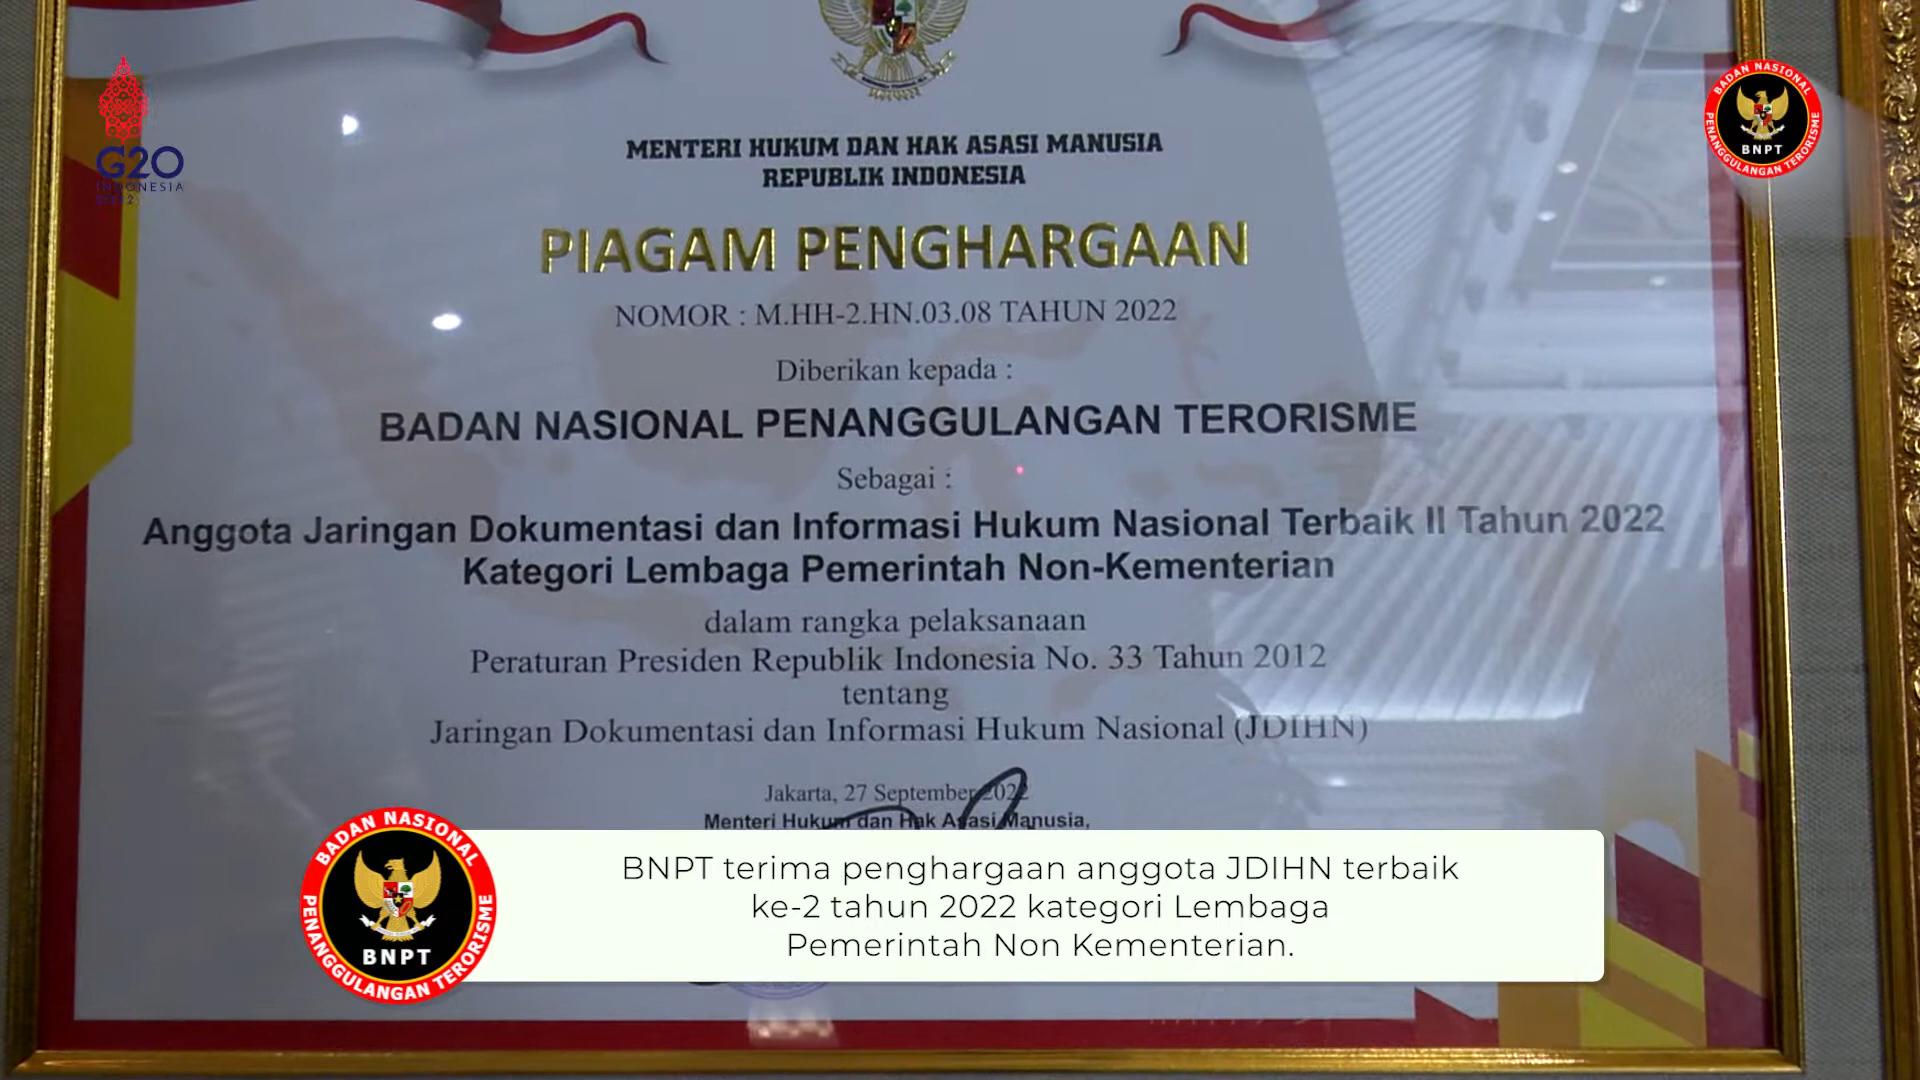 G20
INDONESIA
BADAN NASIONAL
PENANGGULANGAN TERORISME
BNPT
MENTERI HUKUM DAN HAK ASASI MANUSIA
REPUBLIK INDONESIA
PIAGAM PENGHARGAAN
NOMOR : M.HH-2.HN.03.08 TAHUN 2022
Diberikan kepada :
BADAN NASIONAL PENANGGULANGAN TERORISME
Sebagai :
Anggota Jaringan Dokumentasi dan Informasi Hukum Nasional Terbaik II Tahun 2022
Kategori Lembaga Pemerintah Non-Kementerian
dalam rangka pelaksanaan
Peraturan Presiden Republik Indonesia No. 33 Tahun 2012
tentang
Jaringan Dokumentasi dan Informasi Hukum Nasional (JDIHN)
Jakarta, 27 September 2022
Menteri Hukum dan Hak Asasi Manusia,
BADAN NASIONAL
PENANGGULANGAN TERORISME
BNPT
BNPT terima penghargaan anggota JDIHN terbaik
ke-2 tahun 2022 kategori Lembaga
Pemerintah Non Kementerian.